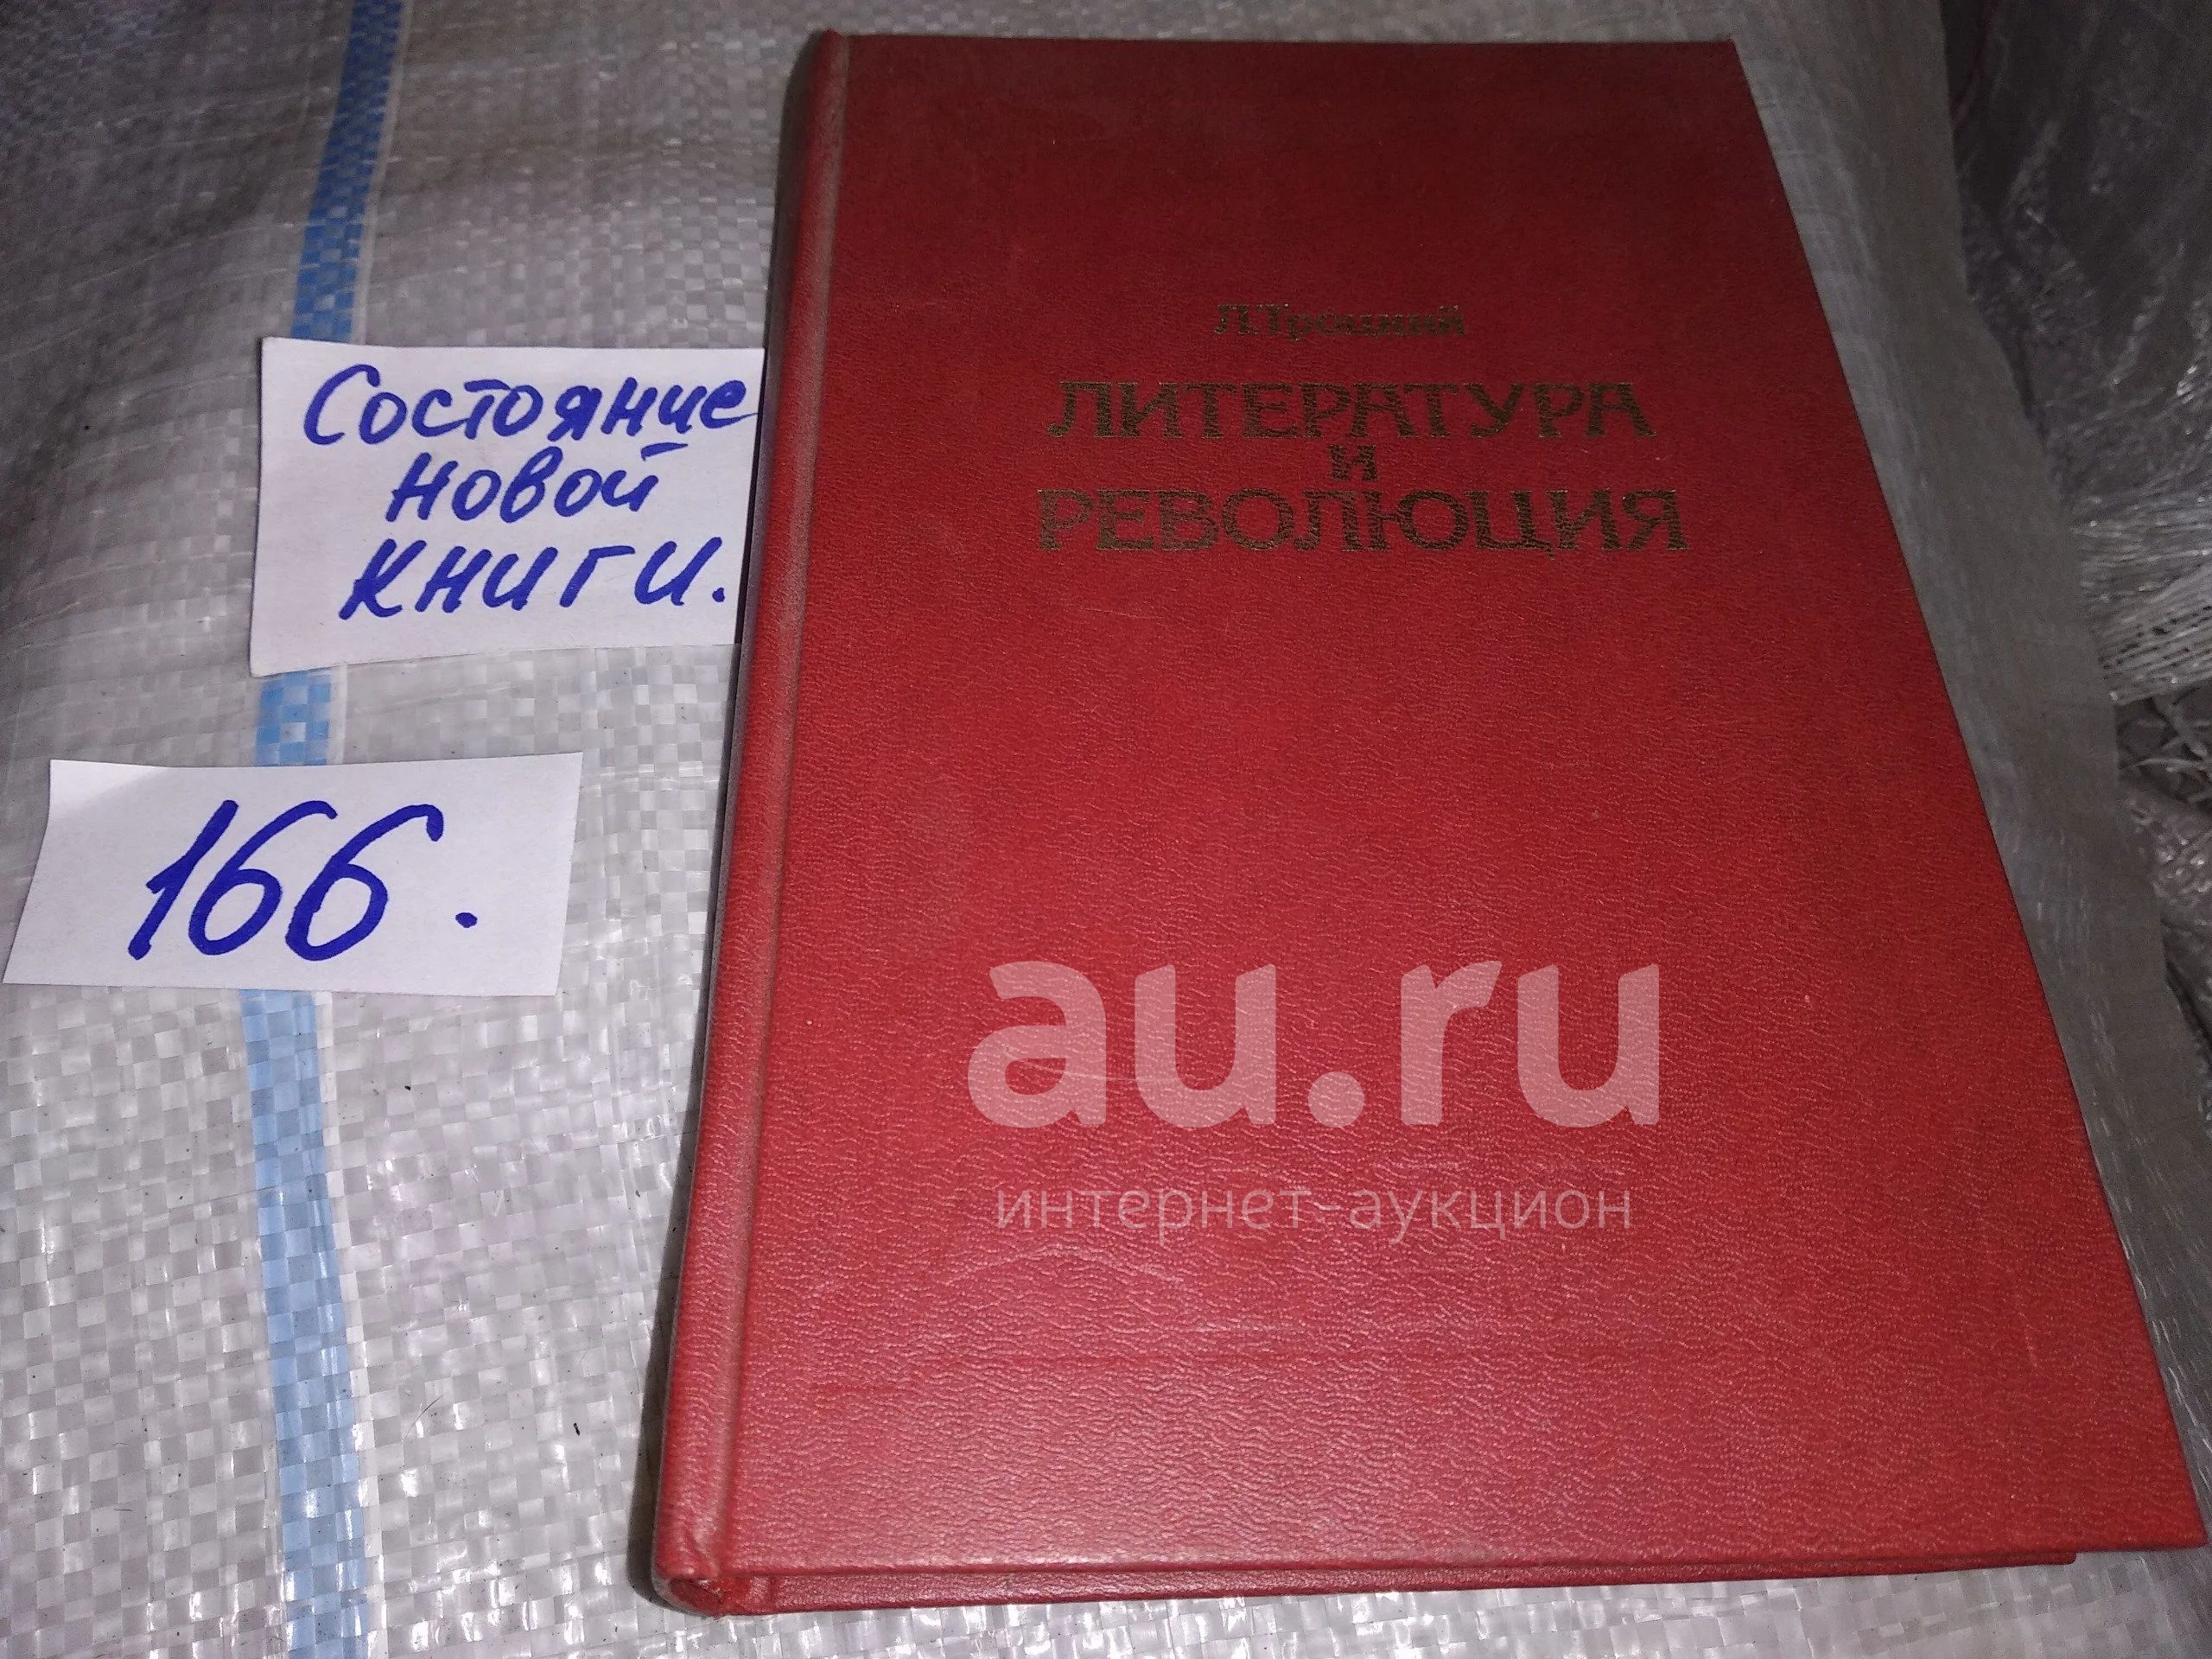 Состояние
новой
книги.
166.
Л.Троцкий
ЛИТЕРАТУРА
И
РЕВОЛЮЦИЯ
au.ru
интернет-аукцион